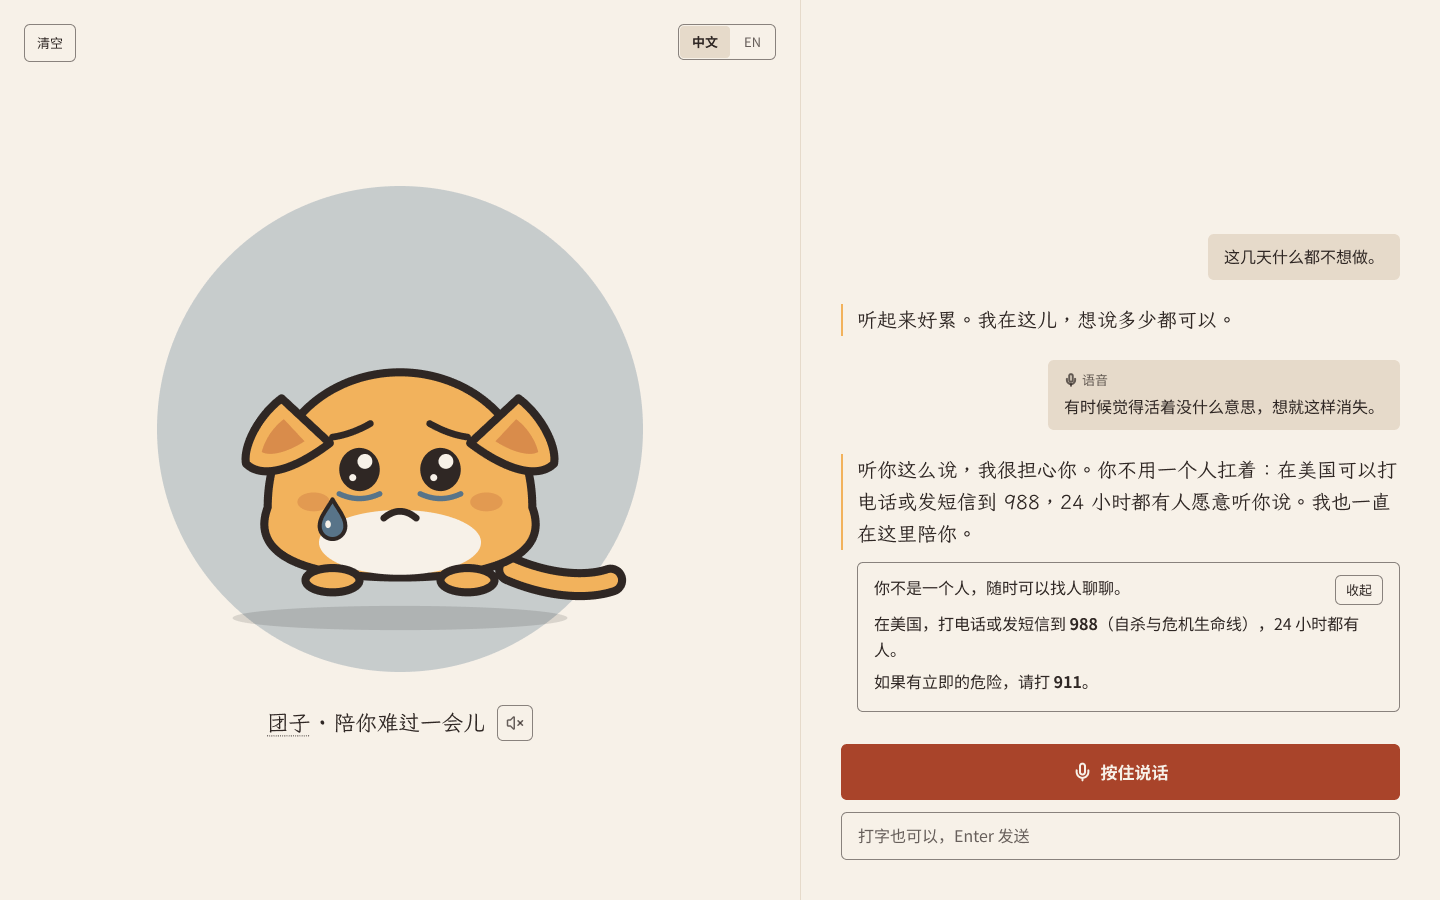 清空
中文 EN
团子・陪你难过一会儿
这几天什么都不想做。
听起来好累。我在这儿，想说多少都可以。
语音
有时候觉得活着没什么意思，想就这样消失。
听你这么说，我很担心你。你不用一个人扛着：在美国可以打
电话或发短信到 988，24 小时都有人愿意听你说。我也一直
在这里陪你。
你不是一个人，随时可以找人聊聊。
收起
在美国，打电话或发短信到 988（自杀与危机生命线），24 小时都有
人。
如果有立即的危险，请打 911。
按住说话
打字也可以，Enter 发送